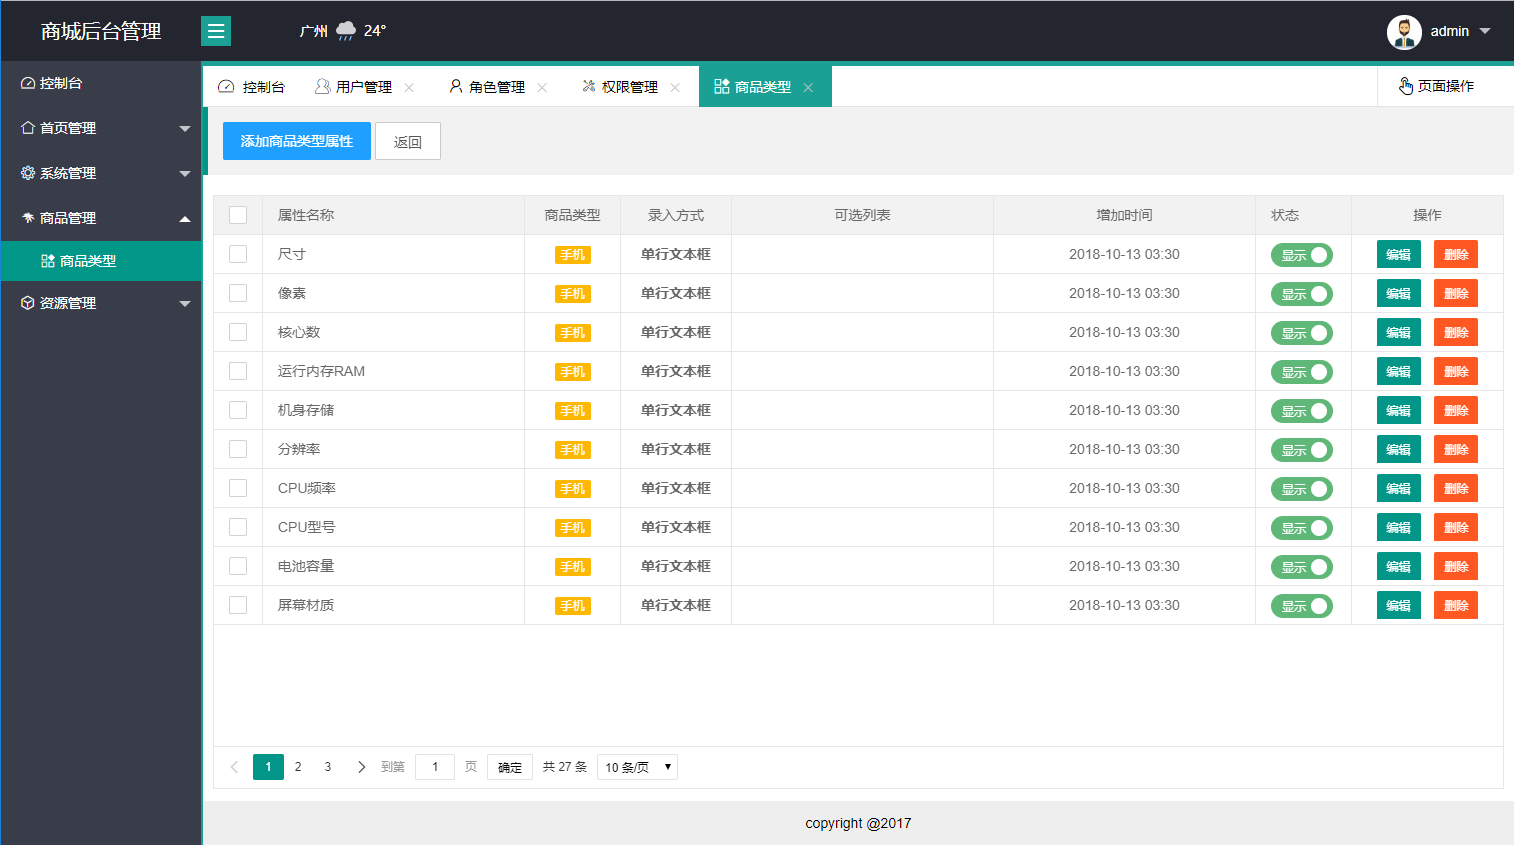 商城后台管理
广州 24°
admin
控制台
首页管理
系统管理
商品管理
商品类型
资源管理
控制台 用户管理 角色管理 权限管理 商品类型 页面操作
添加商品类型属性 返回
属性名称 商品类型 录入方式 可选列表 增加时间 状态 操作
尺寸 手机 单行文本框 2018-10-13 03:30 显示 编辑 删除
像素 手机 单行文本框 2018-10-13 03:30 显示 编辑 删除
核心数 手机 单行文本框 2018-10-13 03:30 显示 编辑 删除
运行内存RAM 手机 单行文本框 2018-10-13 03:30 显示 编辑 删除
机身存储 手机 单行文本框 2018-10-13 03:30 显示 编辑 删除
分辨率 手机 单行文本框 2018-10-13 03:30 显示 编辑 删除
CPU频率 手机 单行文本框 2018-10-13 03:30 显示 编辑 删除
CPU型号 手机 单行文本框 2018-10-13 03:30 显示 编辑 删除
电池容量 手机 单行文本框 2018-10-13 03:30 显示 编辑 删除
屏幕材质 手机 单行文本框 2018-10-13 03:30 显示 编辑 删除
1 2 3 到第 1 页 确定 共 27 条 10 条/页
copyright @2017